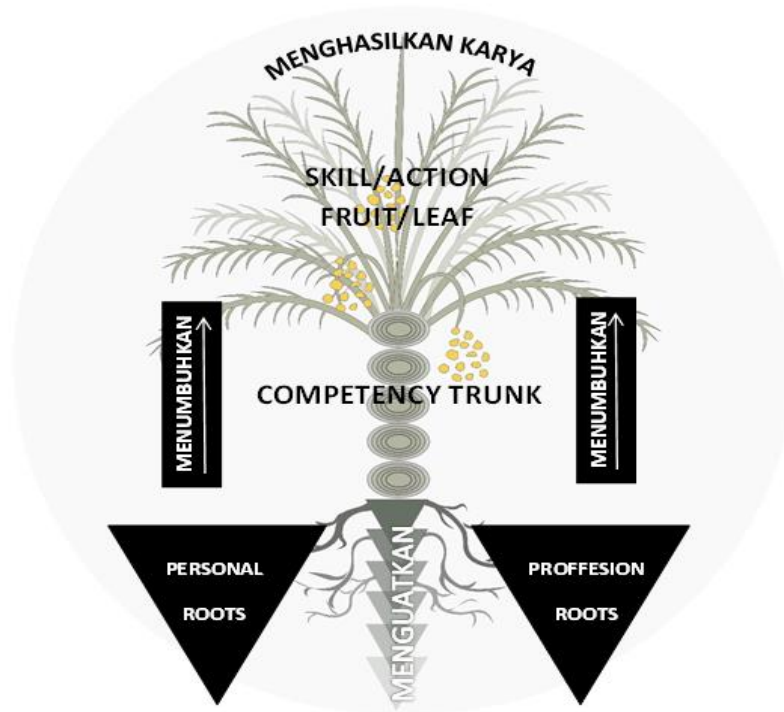 MENGHASILKAN KARYA
SKILL/ACTION
FRUIT/LEAF
MENUMBUHKAN
MENUMBUHKAN
COMPETENCY TRUNK
PERSONAL
ROOTS
MENGUATKAN
PROFFESION
ROOTS